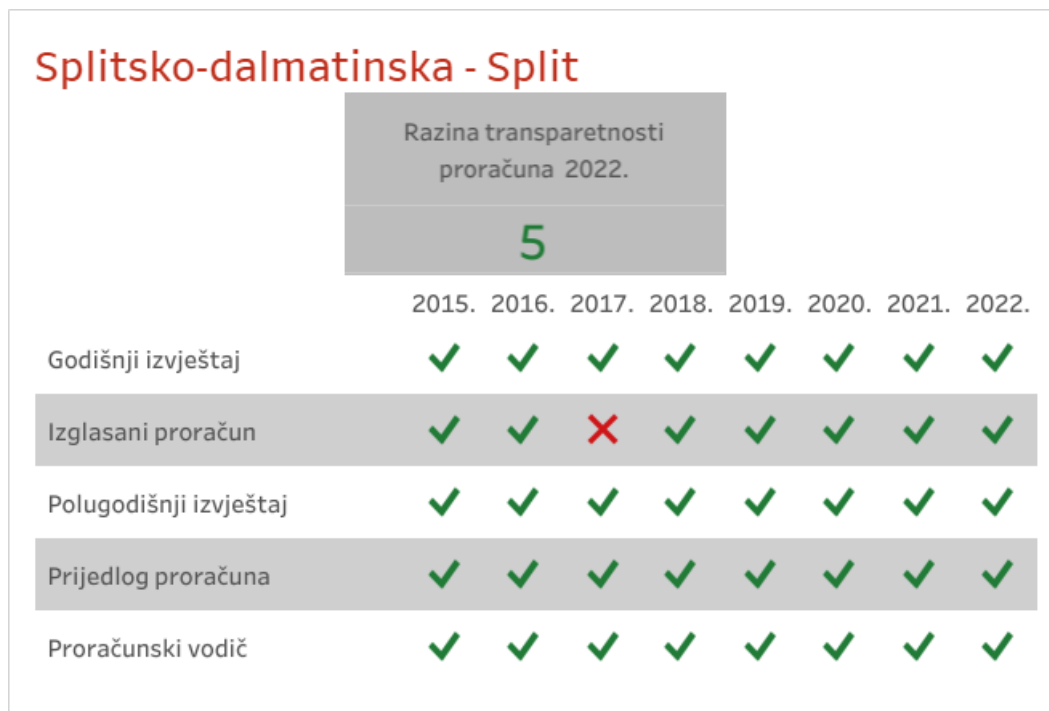 Splitsko-dalmatinska - Split
Razina transparetnosti
proračuna 2022.
5
2015. 2016. 2017. 2018. 2019. 2020. 2021. 2022.
Godišnji izvještaj
Izglasani proračun
Polugodišnji izvještaj
Prijedlog proračuna
Proračunski vodič